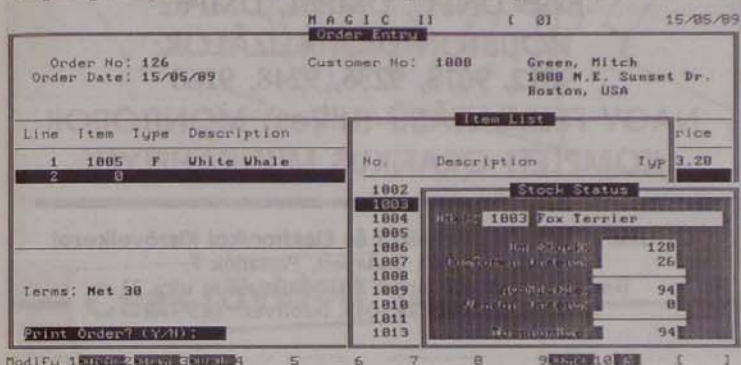 M A G I C II [ 0] 15/05/89
Order Entry
Order No: 126 Customer No: 1000 Green, Mitch
Order Date: 15/05/89 1000 N.E. Sunset Dr.
Boston, USA
Item List
Line Item Type Description rice
No. Description Typ
1 1005 F White Whale 3.20
2 0
1002 Stock Status
1003
1004 1003 Fox Terrier
1005
1006 120
1007 26
1008
1009 94
Terms: Net 30
1010 0
1011
Print Order? (Y/N):
1013 94
Modify 1 2 3 4 5 6 7 8 9 10 [ ]